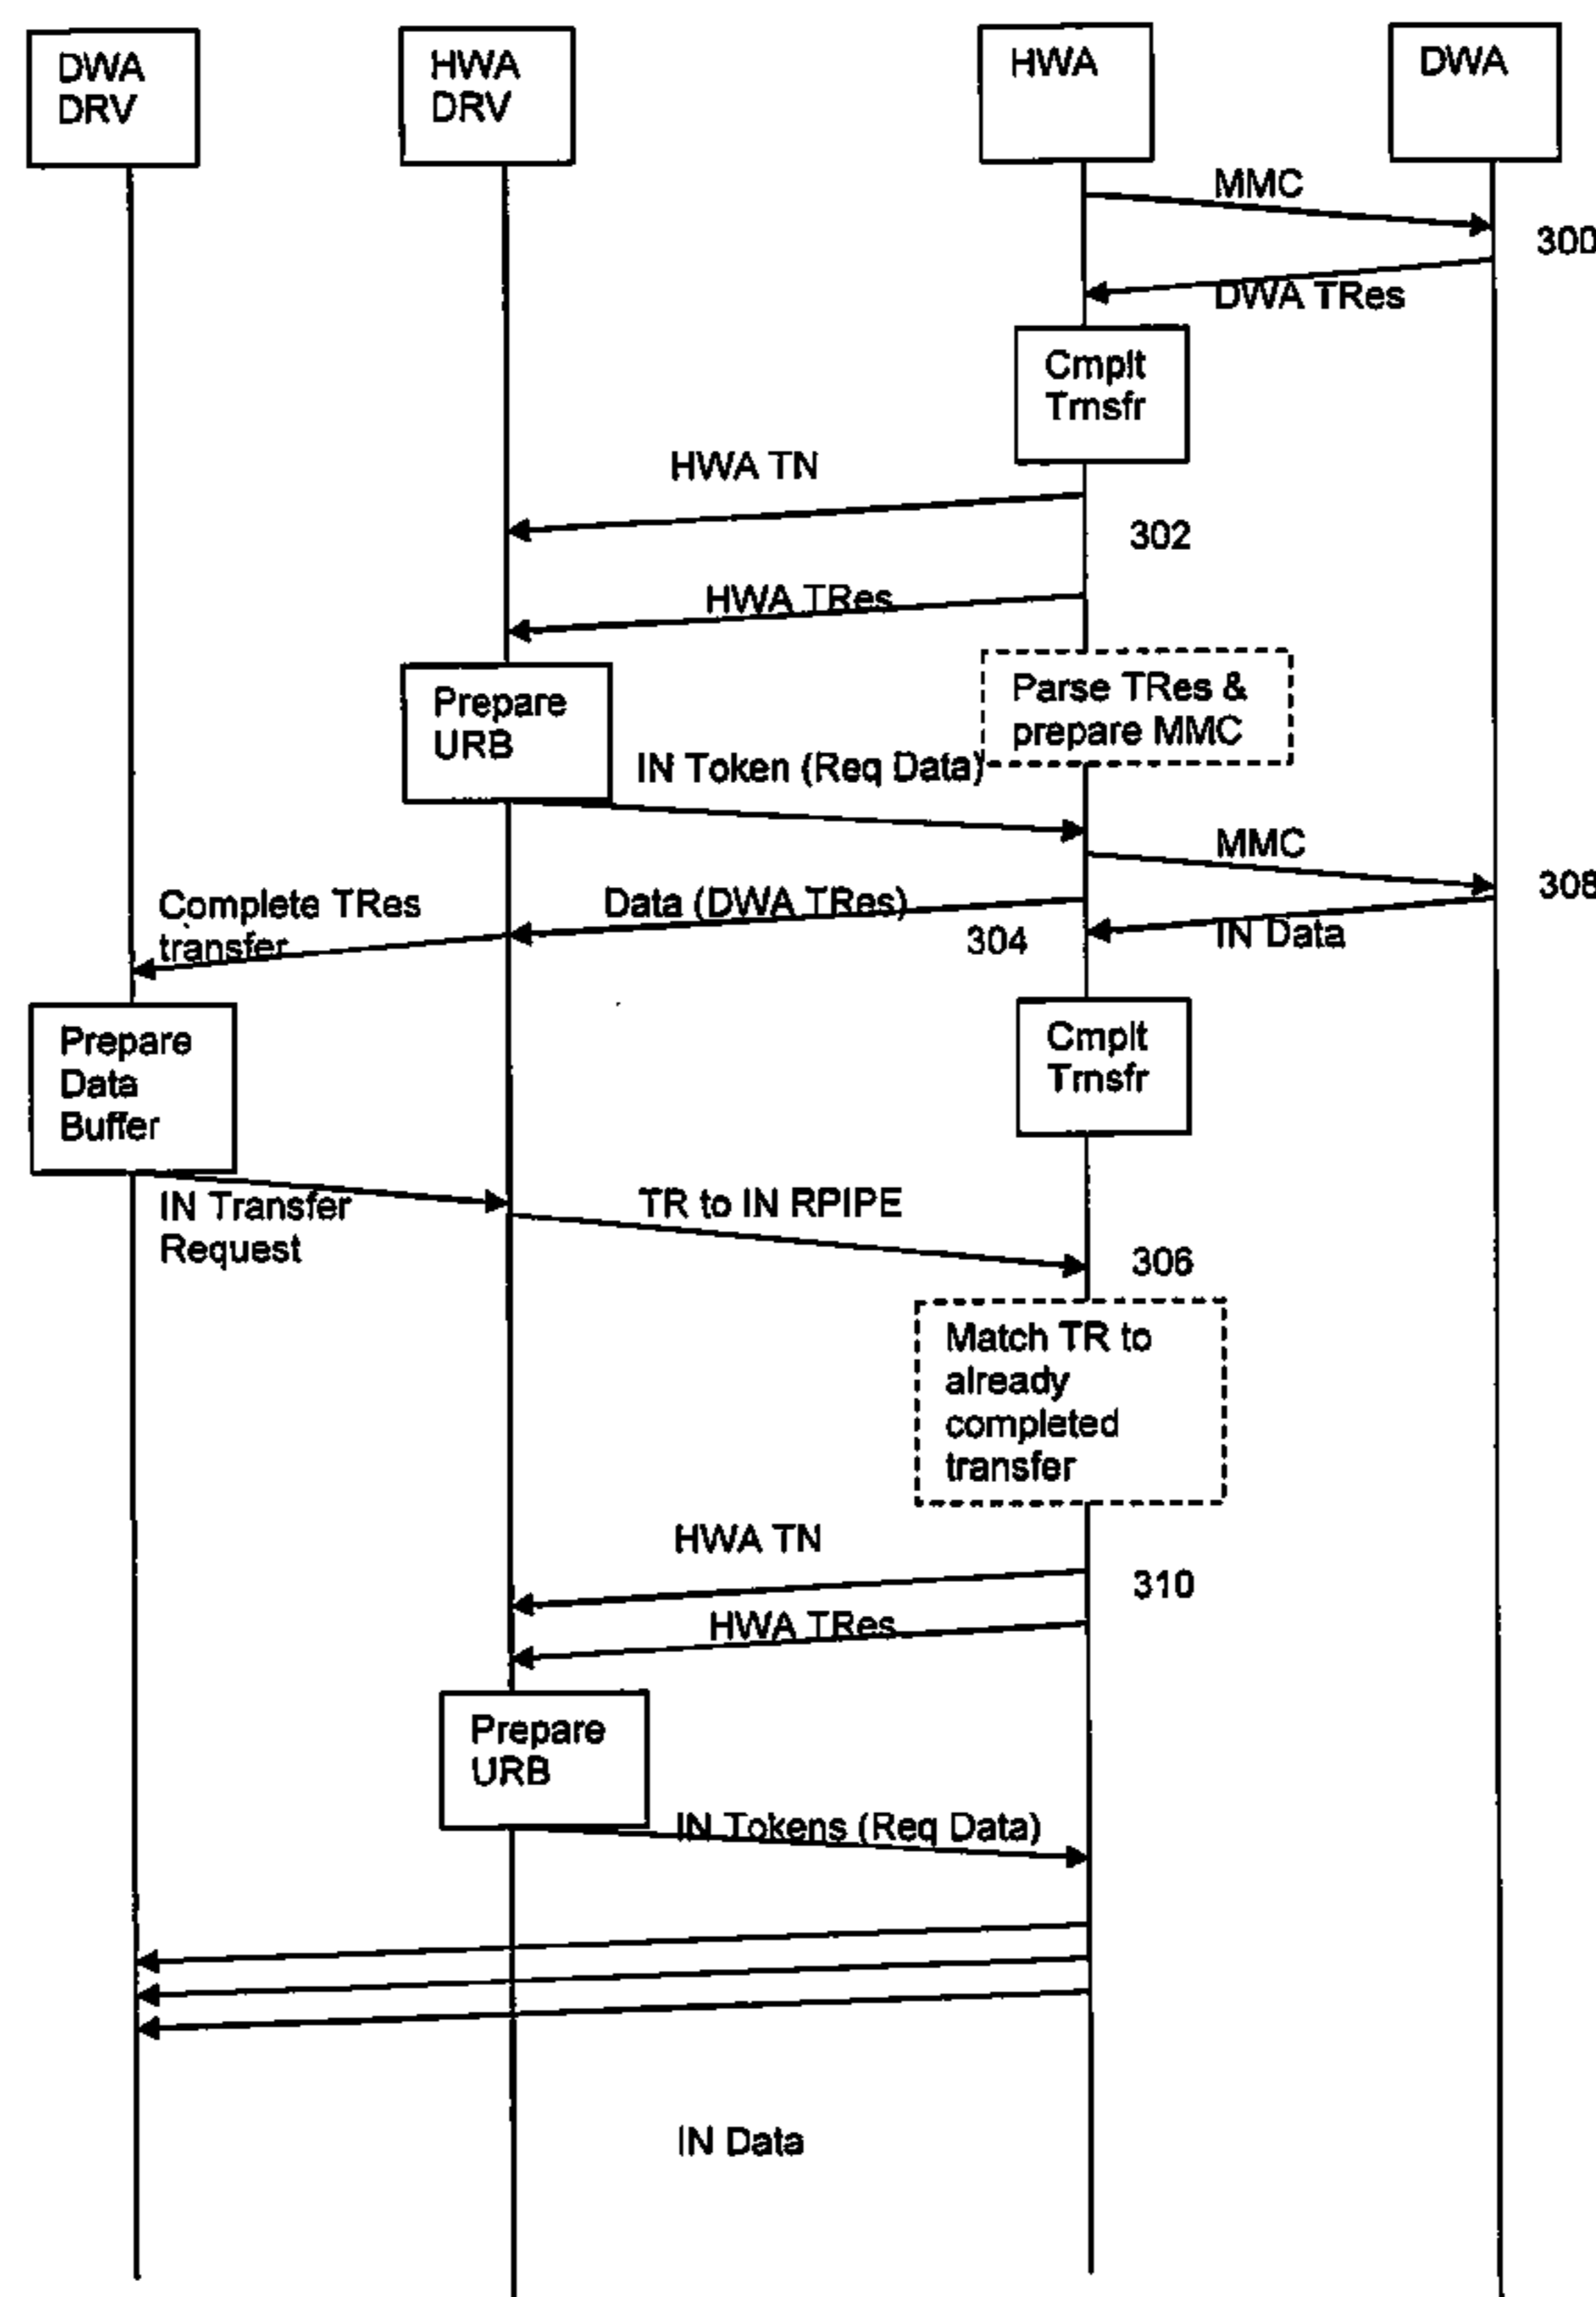 DWA
DRV
HWA
DRV
HWA
DWA
MMC
300
DWA TRes
Cmplt
Trnsfr
HWA TN
302
HWA TRes
Prepare
URB
Parse TRes &
prepare MMC
IN Token (Req Data)
MMC
308
Complete TRes
transfer
Data (DWA TRes)
304
IN Data
Prepare
Data
Buffer
Cmplt
Trnsfr
IN Transfer
Request
TR to IN RPIPE
306
Match TR to
already
completed
transfer
HWA TN
310
HWA TRes
Prepare
URB
IN Tokens (Req Data)
IN Data